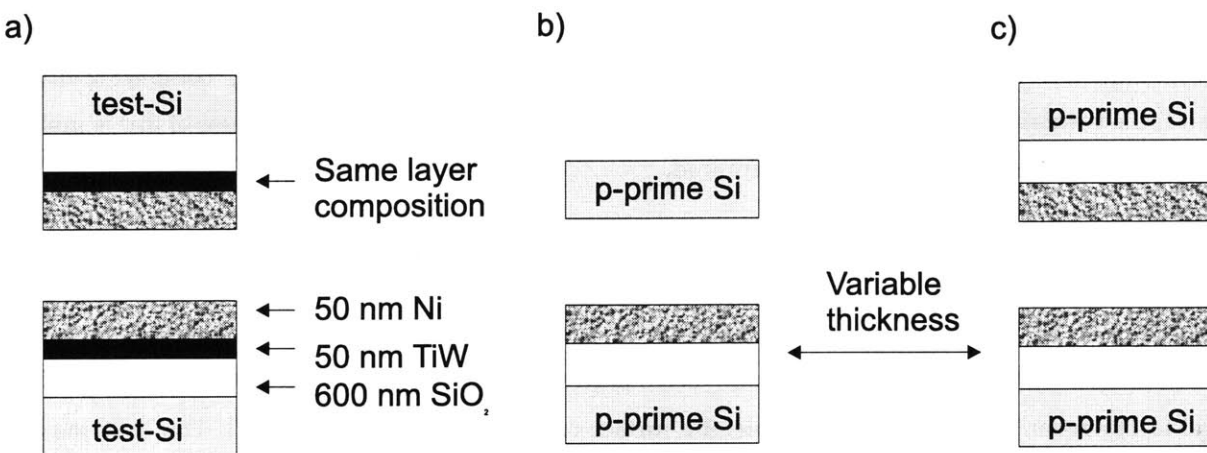 a)
test-Si
Same layer
composition
50 nm Ni
50 nm TiW
600 nm SiO₂
test-Si
b)
p-prime Si
p-prime Si
Variable
thickness
c)
p-prime Si
p-prime Si